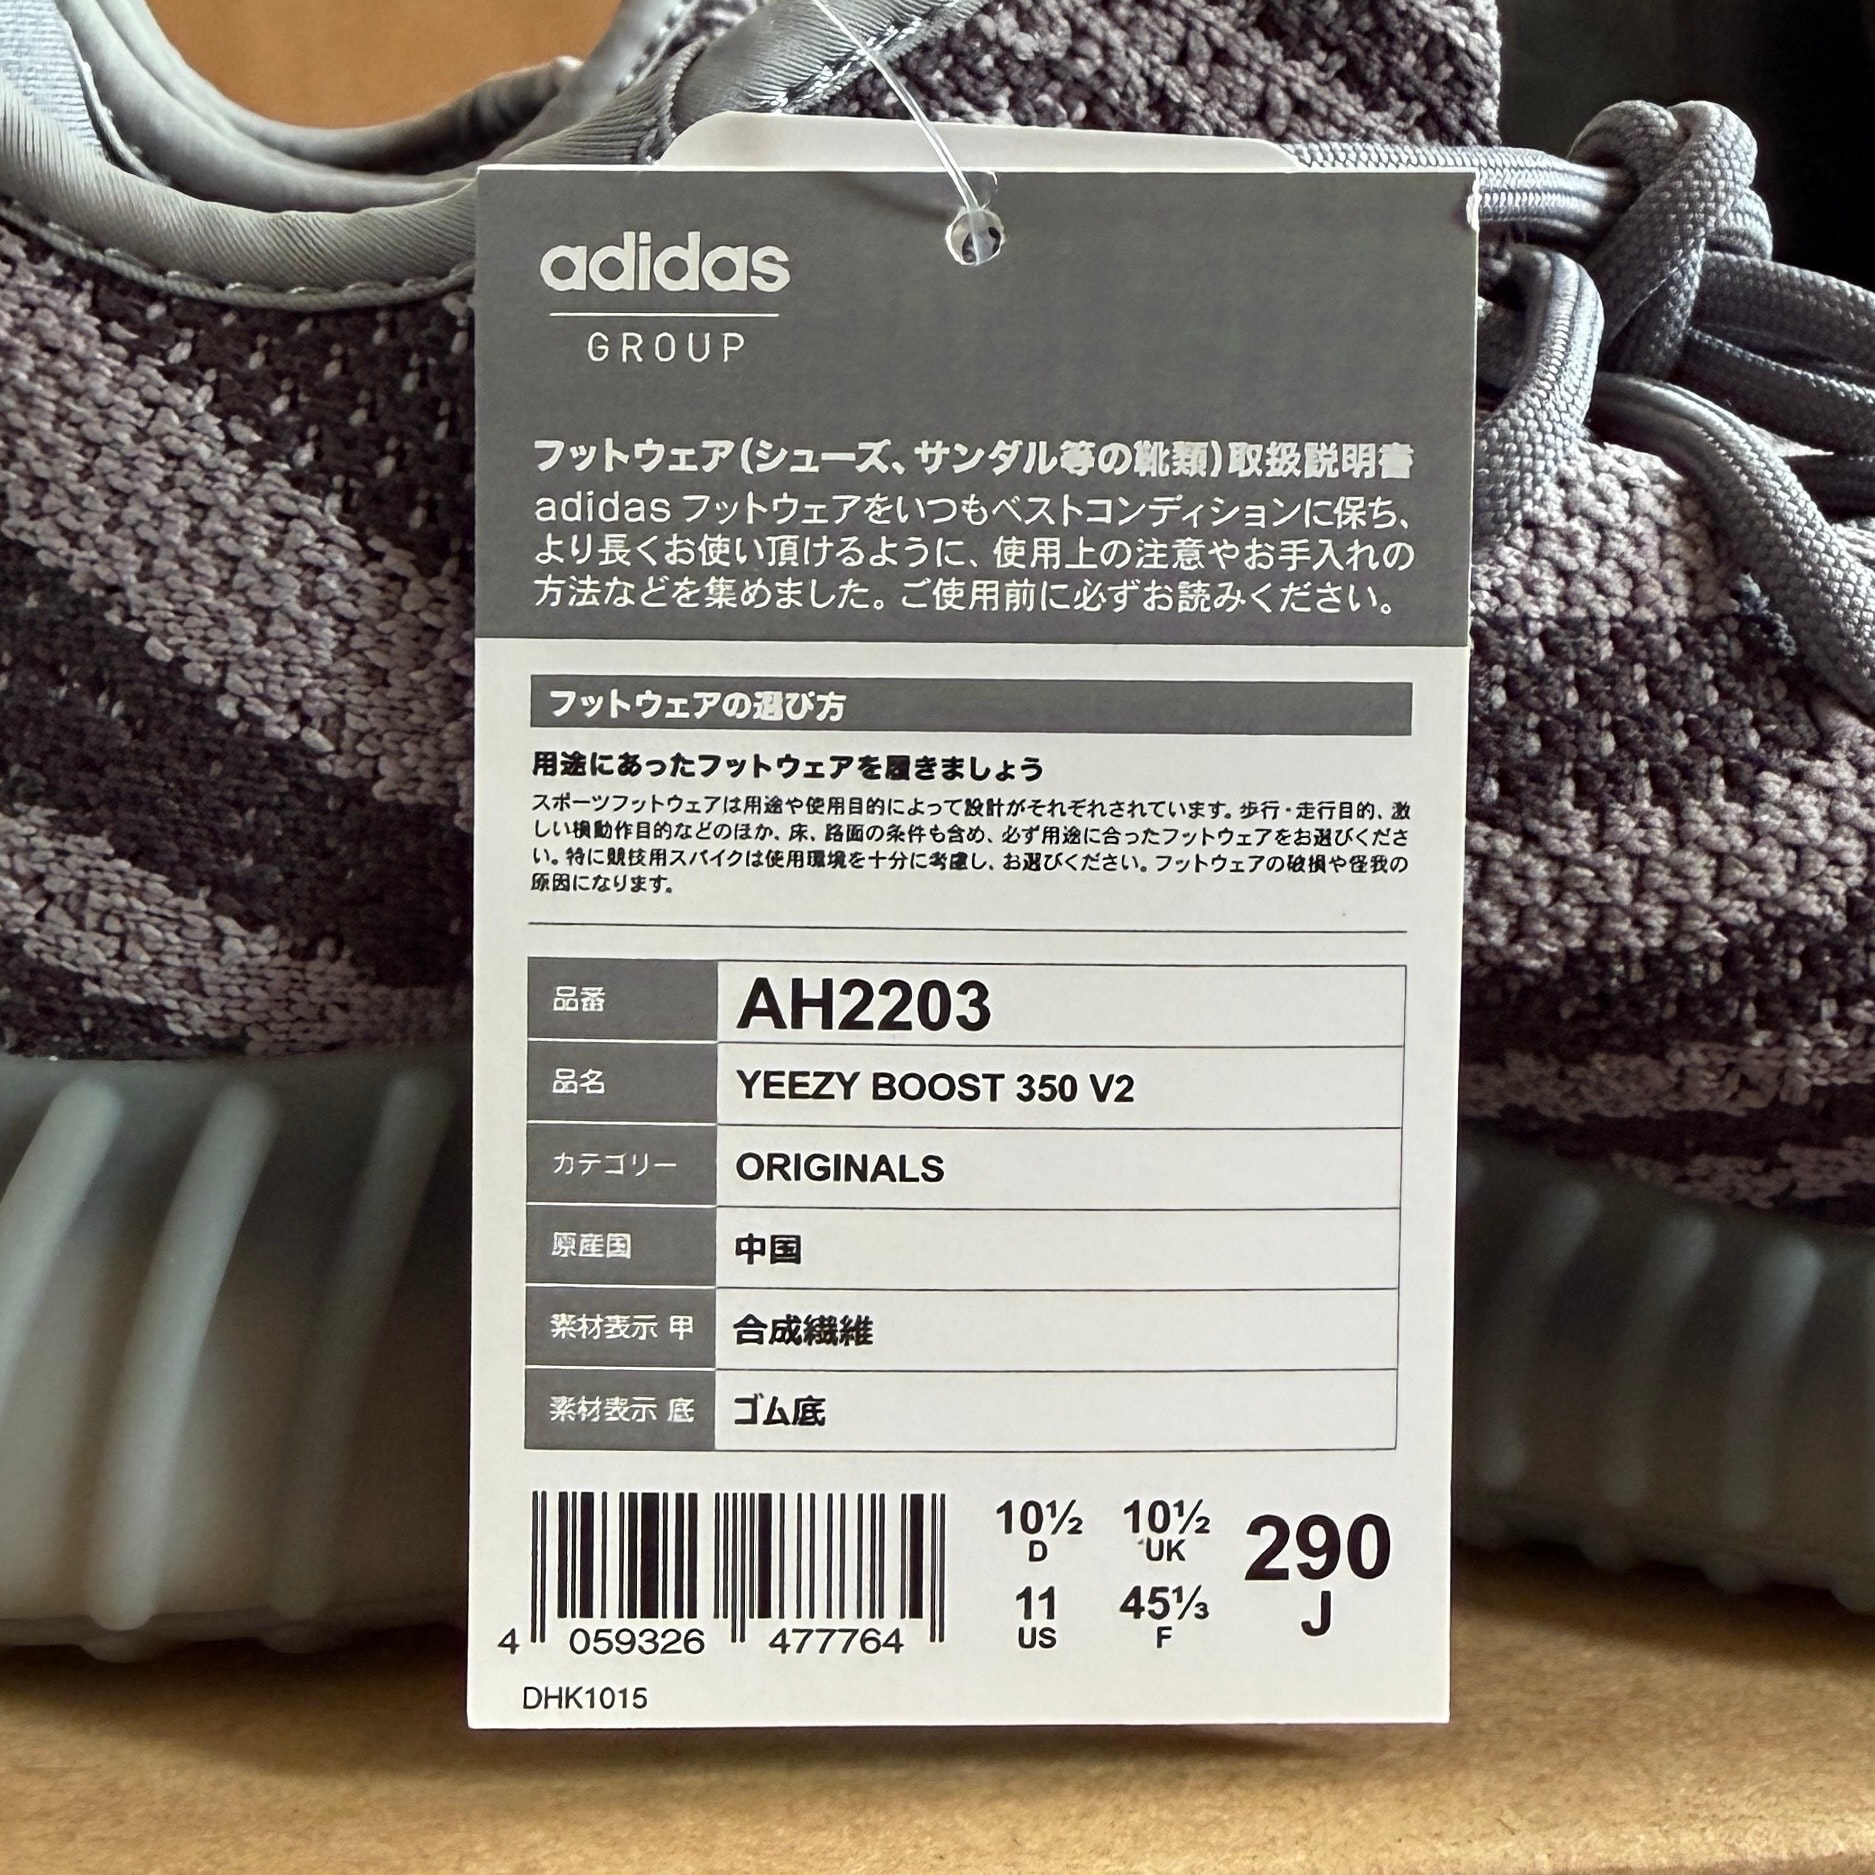 adidas
GROUP
フットウェア(シューズ、サンダル等の靴類)取扱説明書
adidas フットウェアをいつもベストコンディションに保ち、
より長くお使い頂けるように、使用上の注意やお手入れの
方法などを集めました。ご使用前に必ずお読みください。
フットウェアの選び方
用途にあったフットウェアを履きましょう
スポーツフットウェアは用途や使用目的によって設計がそれぞれされています。歩行・走行目的、激
しい機動作目的などのほか、床、路面の条件も含め、必ず用途に合ったフットウェアをお選びくださ
い。特に競技用スパイクは使用環境を十分に考慮し、お選びください。フットウェアの破損や怪我の
原因になります。
品番 AH2203
品名 YEEZY BOOST 350 V2
カテゴリー ORIGINALS
原産国 中国
素材表示 甲 合成繊維
素材表示 底 ゴム底
10½ 10½ 290
D UK J
11 45⅓
US F
4 059326 477764
DHK1015